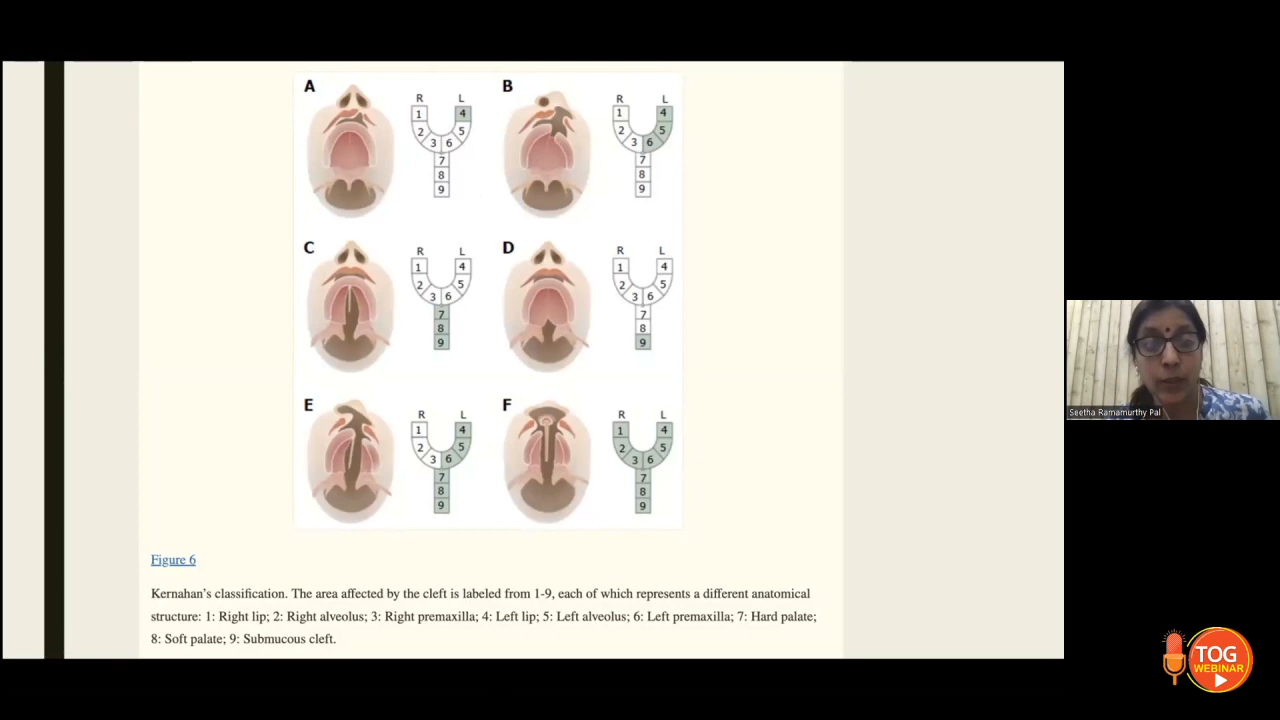 A
R L
1 4
2 5
3 6
7
8
9
B
R L
1 4
2 5
3 6
7
8
9
C
R L
1 4
2 5
3 6
7
8
9
D
R L
1 4
2 5
3 6
7
8
9
E
R L
1 4
2 5
3 6
7
8
9
F
R L
1 4
2 5
3 6
7
8
9
Figure 6
Kernahan's classification. The area affected by the cleft is labeled from 1-9, each of which represents a different anatomical
structure: 1: Right lip; 2: Right alveolus; 3: Right premaxilla; 4: Left lip; 5: Left alveolus; 6: Left premaxilla; 7: Hard palate;
8: Soft palate; 9: Submucous cleft.
Seetha Ramamurthy Pal
TOG
WEBINAR